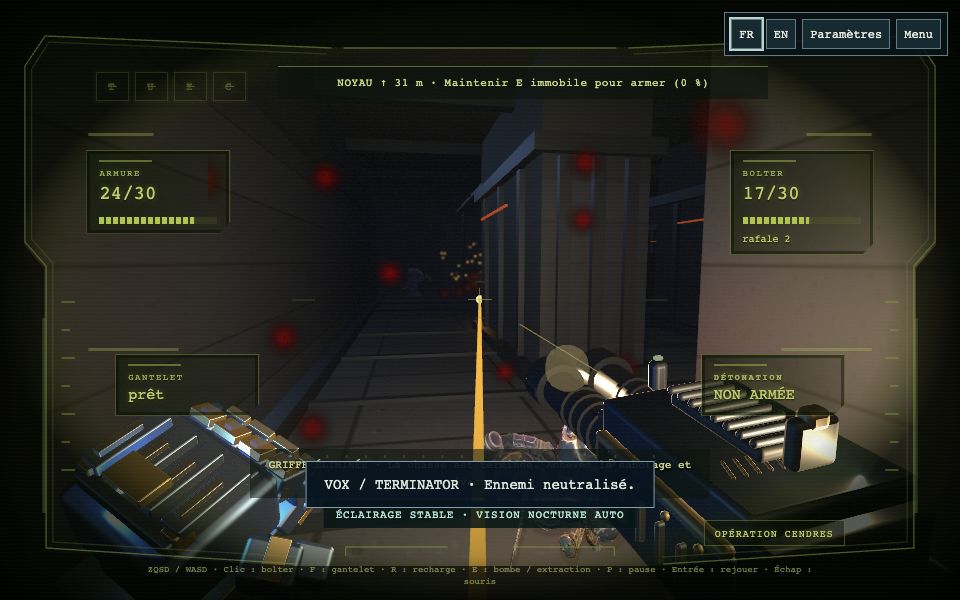 FR EN Paramètres Menu
NOYAU ↑ 31 m · Maintenir E immobile pour armer (0 %)
ARMURE
24/30
BOLTER
17/30
rafale 2
GANTELET
prêt
DÉTONATION
NON ARMÉE
VOX / TERMINATOR · Ennemi neutralisé.
ÉCLAIRAGE STABLE · VISION NOCTURNE AUTO
OPÉRATION CENDRES
ZQSD / WASD · Clic : bolter · F : gantelet · R : recharge · E : bombe / extraction · P : pause · Entrée : rejouer · Échap :
souris